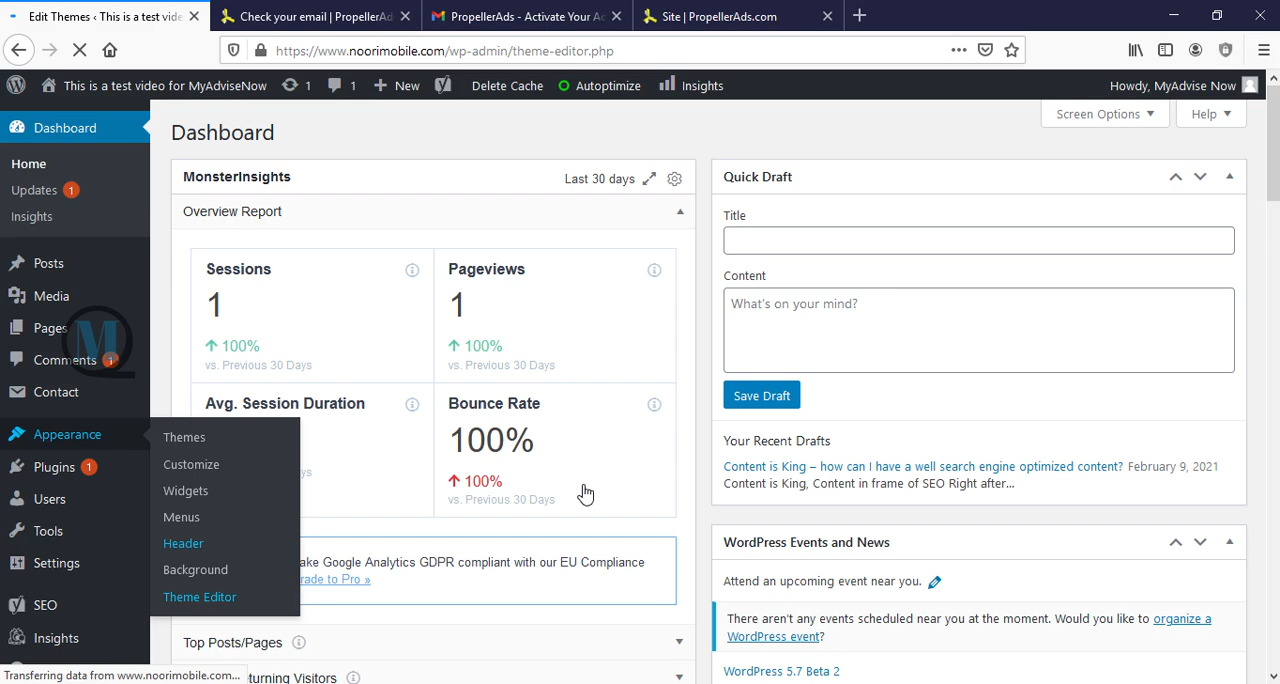 Edit Themes ‹ This is a test vide
Check your email | PropellerAd
PropellerAds - Activate Your Ac
Site | PropellerAds.com
https://www.noorimobile.com/wp-admin/theme-editor.php
This is a test video for MyAdviseNow
1
1
New
Delete Cache
Autoptimize
Insights
Howdy, MyAdvise Now
Dashboard
Home
Updates 1
Insights
Posts
Media
Pages
Comments 1
Contact
Appearance
Plugins 1
Users
Tools
Settings
SEO
Insights
Themes
Customize
Widgets
Menus
Header
Background
Theme Editor
Screen Options
Help
Dashboard
MonsterInsights
Last 30 days
Overview Report
Sessions
1
100%
vs. Previous 30 Days
Pageviews
1
100%
vs. Previous 30 Days
Avg. Session Duration
Bounce Rate
100%
100%
vs. Previous 30 Days
ake Google Analytics GDPR compliant with our EU Compliance
rade to Pro »
Top Posts/Pages
turning Visitors
Quick Draft
Title
Content
What's on your mind?
Save Draft
Your Recent Drafts
Content is King – how can I have a well search engine optimized content? February 9, 2021
Content is King, Content in frame of SEO Right after...
WordPress Events and News
Attend an upcoming event near you.
There aren't any events scheduled near you at the moment. Would you like to organize a
WordPress event?
WordPress 5.7 Beta 2
Transferring data from www.noorimobile.com...